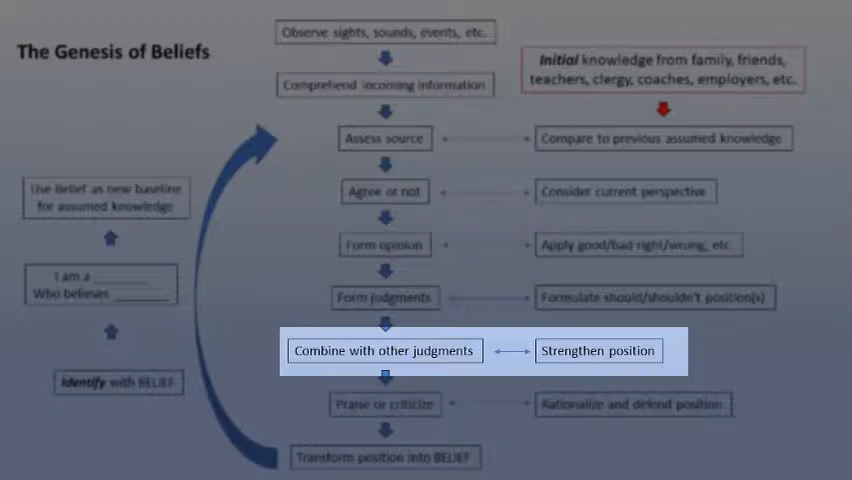 The Genesis of Beliefs
Observe sights, sounds, events, etc.
Comprehend incoming information
Initial knowledge from family, friends,
teachers, clergy, coaches, employers, etc.
Assess source
Compare to previous assumed knowledge
Agree or not
Consider current perspective
Form opinion
Apply good/bad right/wrong, etc.
Form judgments
Formulate should/shouldn't position(s)
Combine with other judgments
Strengthen position
Praise or criticize
Rationalize and defend position
Transform position into BELIEF
Identify with BELIEF
I am a ________
Who believes ________
Use Belief as new baseline
for assumed knowledge